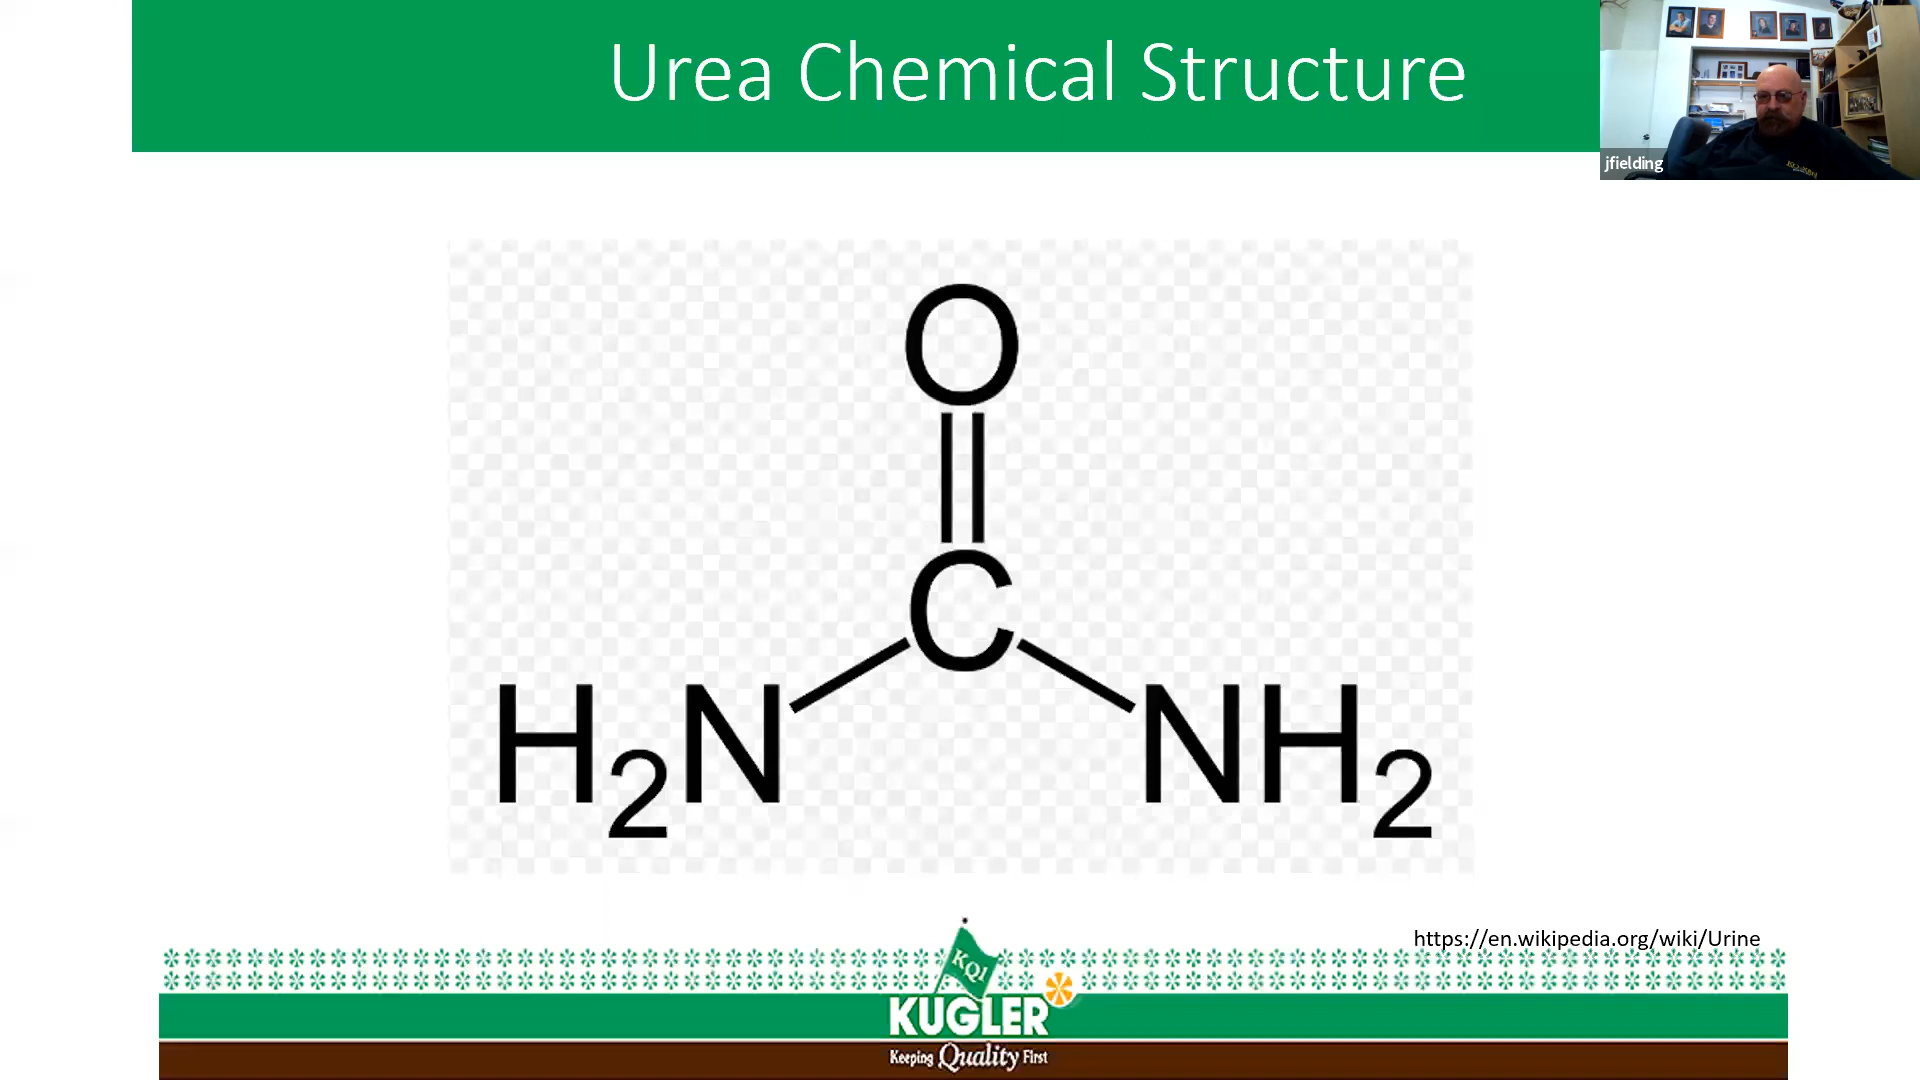 Urea Chemical Structure
jfielding
O
C
H2N
NH2
https://en.wikipedia.org/wiki/Urine
KQI
KUGLER
Keeping Quality First